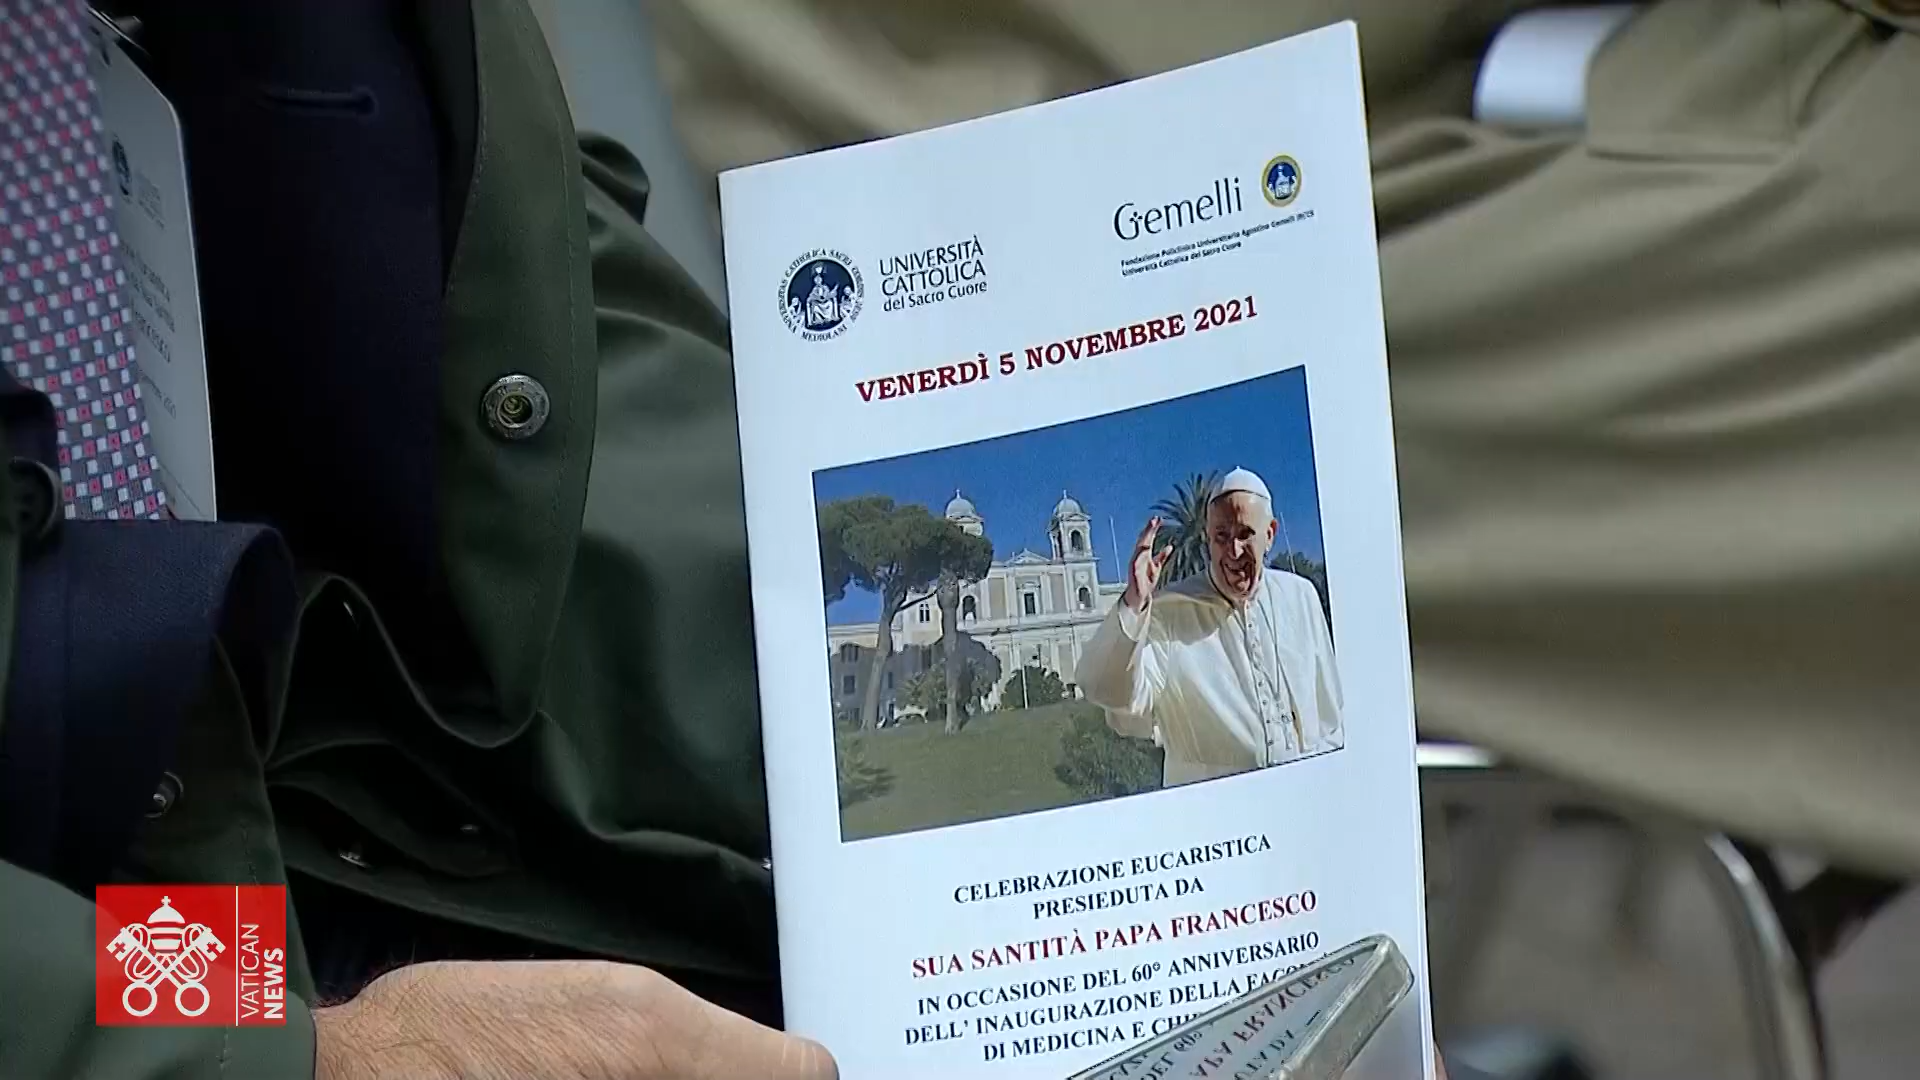 UNIVERSITÀ
CATTOLICA
del Sacro Cuore
Gemelli
Fondazione Policlinico Universitario Agostino Gemelli IRCCS
Università Cattolica del Sacro Cuore
VENERDÌ 5 NOVEMBRE 2021
CELEBRAZIONE EUCARISTICA
PRESIEDUTA DA
SUA SANTITÀ PAPA FRANCESCO
IN OCCASIONE DEL 60° ANNIVERSARIO
DELL' INAUGURAZIONE DELLA
DI MEDICINA E
VATICAN
NEWS